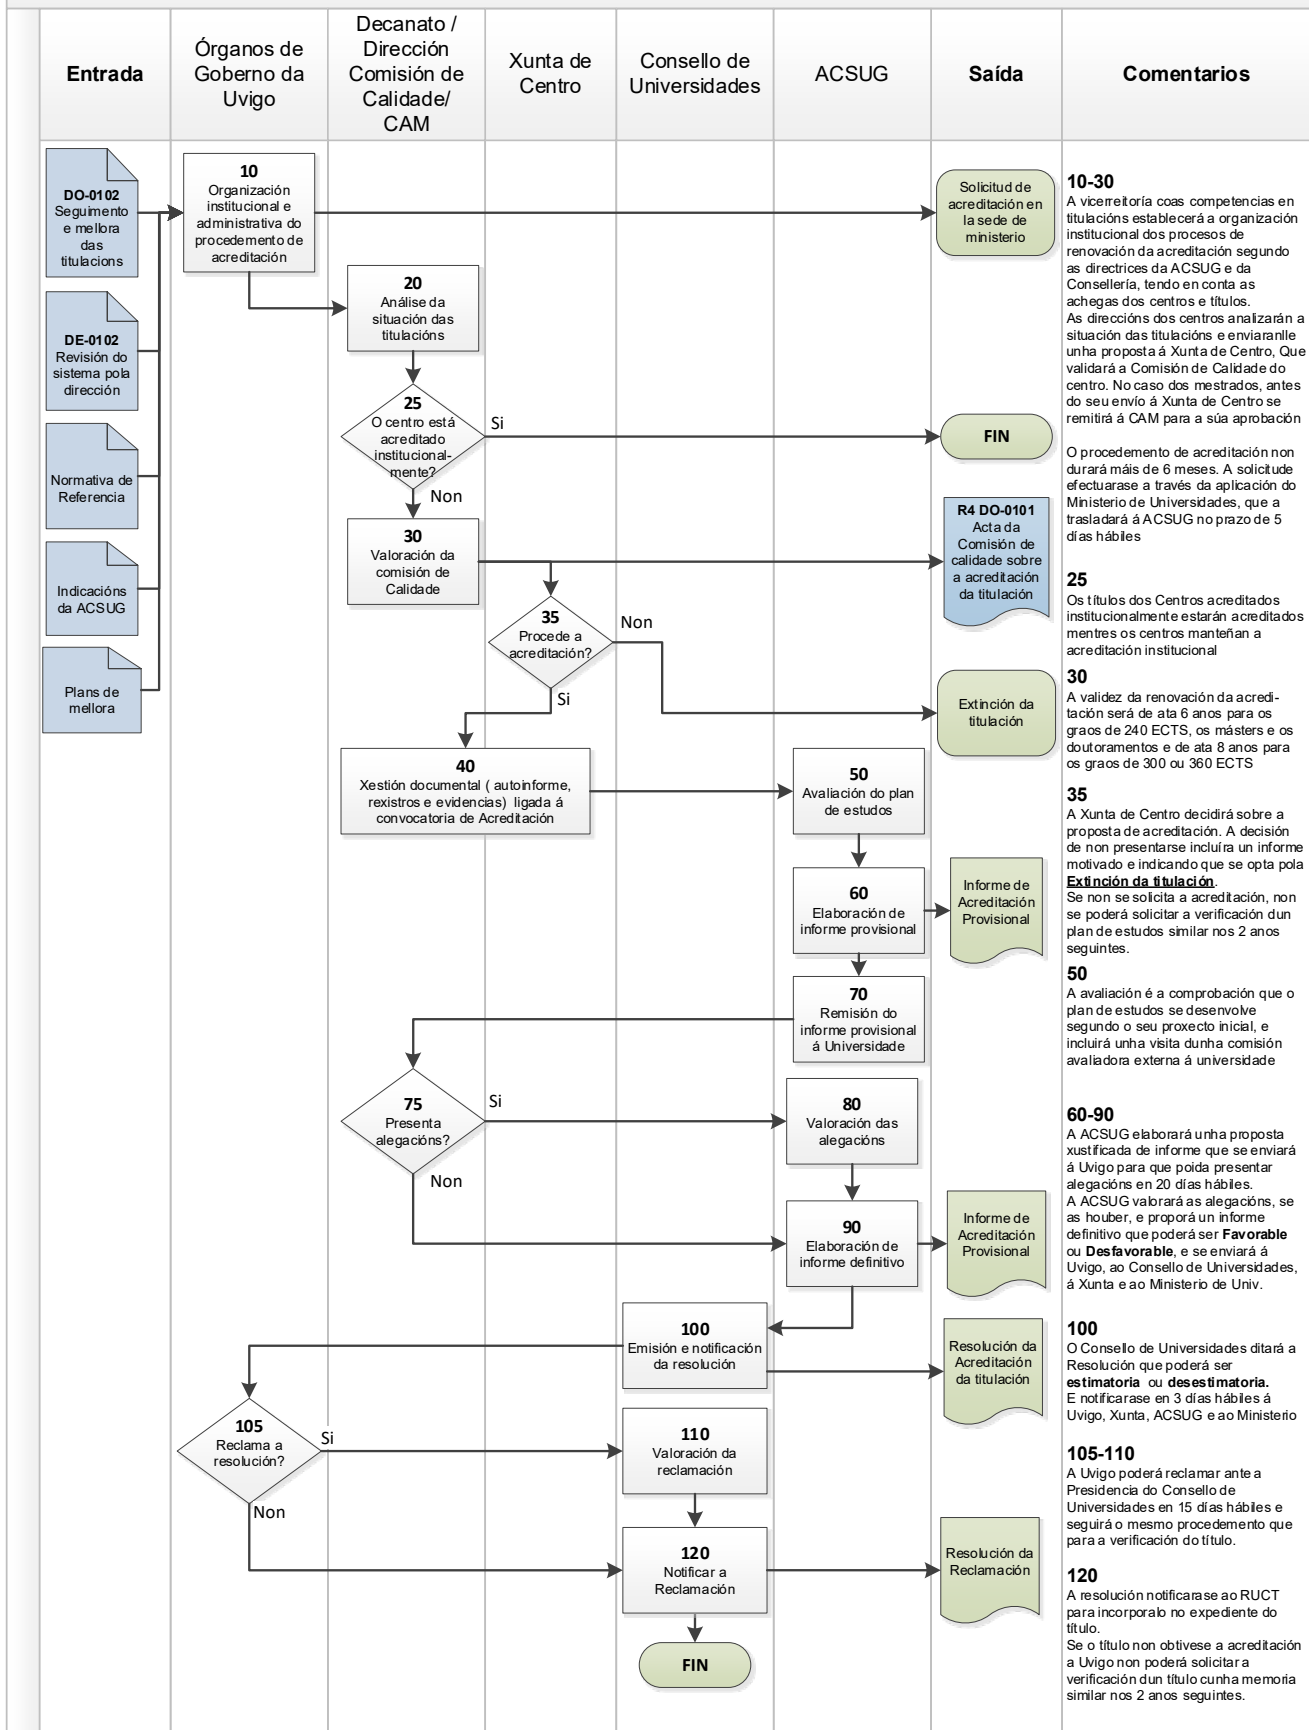 Entrada
Órganos de
Goberno da
Uvigo
Decanato /
Dirección
Comisión de
Calidade/
CAM
Xunta de
Centro
Consello de
Universidades
ACSUG
Saída
Comentarios
DO-0102
Seguimento
e mellora
das
titulacions
DE-0102
Revisión do
sistema pola
dirección
Normativa de
Referencia
Indicacións
da ACSUG
Plans de
mellora
10
Organización
institucional e
administrativa do
procedemento de
acreditación
20
Análise da
situación das
titulacións
25
O centro está
acreditado
institucional-
mente?
Si
Non
30
Valoración da
comisión de
Calidade
35
Procede a
acreditación?
Non
Si
40
Xestión documental ( autoinforme,
rexistros e evidencias) ligada á
convocatoria de Acreditación
50
Avaliación do plan
de estudos
60
Elaboración de
informe provisional
70
Remisión do
informe provisional
á Universidade
75
Presenta
alegacións?
Si
Non
80
Valoración das
alegacións
90
Elaboración de
informe definitivo
100
Emisión e notificación
da resolución
105
Reclama a
resolución?
Si
Non
110
Valoración da
reclamación
120
Notificar a
Reclamación
FIN
Solicitud de
acreditación en
la sede de
ministerio
FIN
R4 DO-0101
Acta da
Comisión de
calidade sobre
a acreditación
da titulación
Extinción da
titulación
Informe de
Acreditación
Provisional
Informe de
Acreditación
Provisional
Resolución da
Acreditación
da titulación
Resolución da
Reclamación
10-30
A vicerreitoría coas competencias en
titulacións establecerá a organización
institucional dos procesos de
renovación da acreditación segundo
as directrices da ACSUG e da
Consellería, tendo en conta as
achegas dos centros e títulos.
As direccións dos centros analizarán a
situación das titulacións e enviaranlle
unha proposta á Xunta de Centro, Que
validará a Comisión de Calidade do
centro. No caso dos mestrados, antes
do seu envío á Xunta de Centro se
remitirá á CAM para a súa aprobación
O procedemento de acreditación non
durará máis de 6 meses. A solicitude
efectuarase a través da aplicación do
Ministerio de Universidades, que a
trasladará á ACSUG no prazo de 5
días hábiles
25
Os títulos dos Centros acreditados
institucionalmente estarán acreditados
mentres os centros manteñan a
acreditación institucional
30
A validez da renovación da acredi-
tación será de ata 6 anos para os
graos de 240 ECTS, os másters e os
doutoramentos e de ata 8 anos para
os graos de 300 ou 360 ECTS
35
A Xunta de Centro decidirá sobre a
proposta de acreditación. A decisión
de non presentarse incluíra un informe
motivado e indicando que se opta pola
Extinción da titulación.
Se non se solicita a acreditación, non
se poderá solicitar a verificación dun
plan de estudos similar nos 2 anos
seguintes.
50
A avaliación é a comprobación que o
plan de estudos se desenvolve
segundo o seu proxecto inicial, e
incluirá unha visita dunha comisión
avaliadora externa á universidade
60-90
A ACSUG elaborará unha proposta
xustificada de informe que se enviará
á Uvigo para que poida presentar
alegacións en 20 días hábiles.
A ACSUG valorará as alegacións, se
as houber, e proporá un informe
definitivo que poderá ser Favorable
ou Desfavorable, e se enviará á
Uvigo, ao Consello de Universidades,
á Xunta e ao Ministerio de Univ.
100
O Consello de Universidades ditará a
Resolución que poderá ser
estimatoria ou desestimatoria.
E notificarase en 3 días hábiles á
Uvigo, Xunta, ACSUG e ao Ministerio
105-110
A Uvigo poderá reclamar ante a
Presidencia do Consello de
Universidades en 15 días hábiles e
seguirá o mesmo procedemento que
para a verificación do título.
120
A resolución notificarase ao RUCT
para incorporalo no expediente do
título.
Se o título non obtivese a acreditación
a Uvigo non poderá solicitar a
verificación dun título cunha memoria
similar nos 2 anos seguintes.